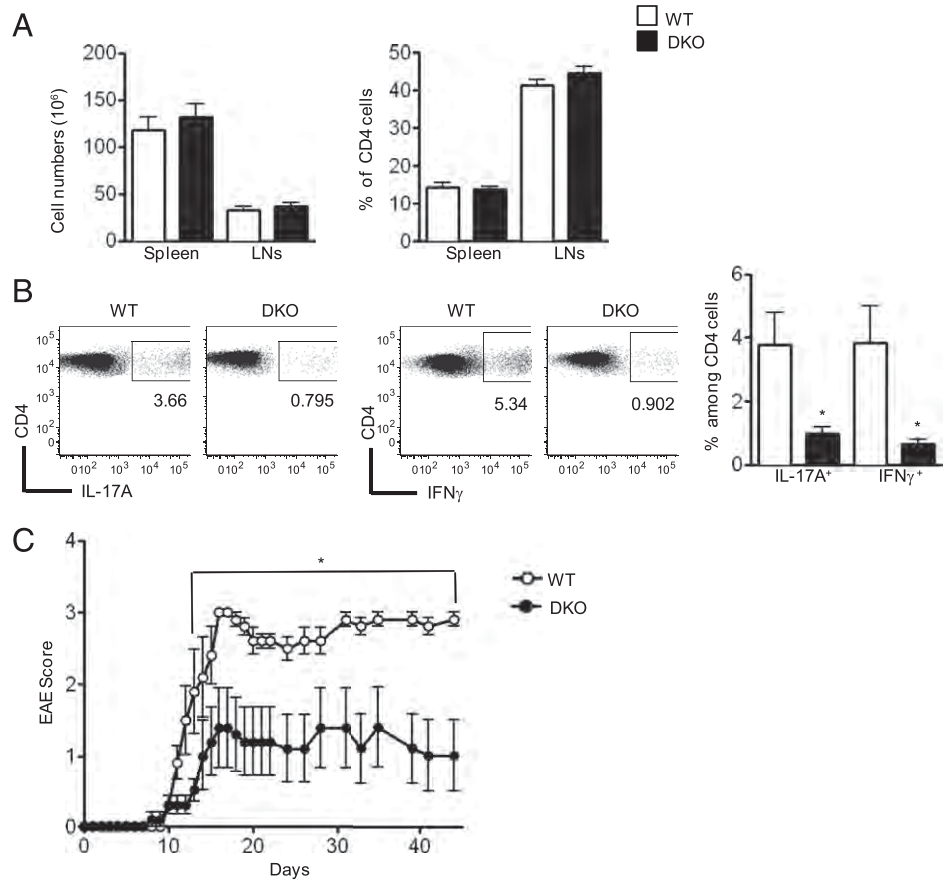 A
WT
DKO
Cell numbers (10⁶)
200
150
100
50
0
Spleen LNs
% of CD4 cells
50
40
30
20
10
0
Spleen LNs
B
WT DKO
CD4
10⁵
10⁴
10³
10²
0
3.66 0.795
0 10² 10³ 10⁴ 10⁵ 0 10² 10³ 10⁴ 10⁵
IL-17A
WT DKO
CD4
10⁵
10⁴
10³
10²
0
5.34 0.902
0 10² 10³ 10⁴ 10⁵ 0 10² 10³ 10⁴ 10⁵
IFNγ
% among CD4 cells
6
4
2
0
* *
IL-17A⁺ IFNγ⁺
C
EAE Score
4
3
2
1
0
*
WT
DKO
0 10 20 30 40
Days